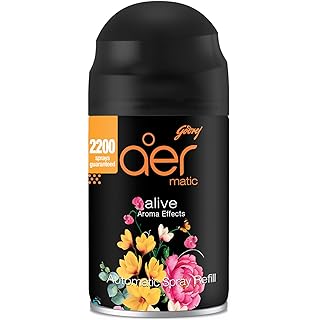 Godrej
2200
sprays
guaranteed
aer
matic
alive
Aroma Effects
Automatic Spray Refill